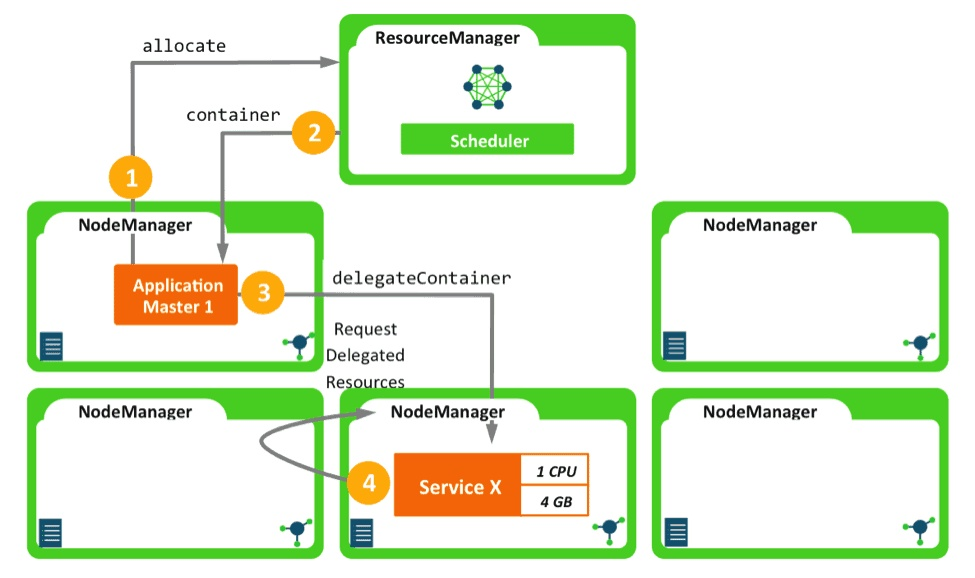 ResourceManager
allocate
container
2
Scheduler
1
NodeManager
NodeManager
Application
Master 1
3
delegateContainer
Request
Delegated
Resources
NodeManager
NodeManager
NodeManager
4
Service X
1 CPU
4 GB